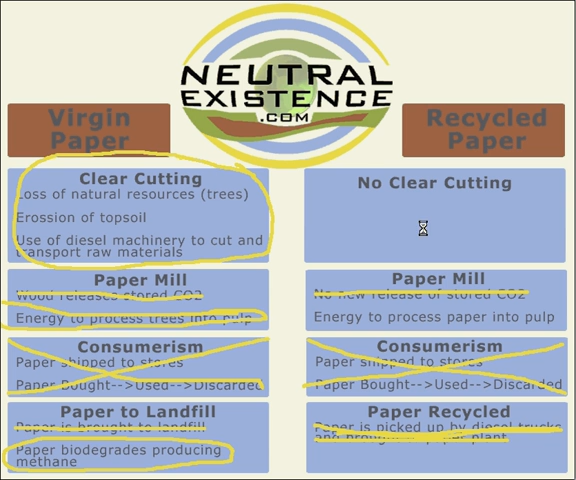 NEUTRAL
EXISTENCE
.COM
Virgin
Paper
Recycled
Paper
Clear Cutting
Loss of natural resources (trees)
Erossion of topsoil
Use of diesel machinery to cut and
transport raw materials
No Clear Cutting
Paper Mill
Wood releases stored CO2
Energy to process trees into pulp
Paper Mill
No new release of stored CO2
Energy to process paper into pulp
Consumerism
Paper shipped to stores
Paper Bought-->Used-->Discarded
Consumerism
Paper shipped to stores
Paper Bought-->Used-->Discarded
Paper to Landfill
Paper is brought to landfill
Paper biodegrades producing
methane
Paper Recycled
Paper is picked up by diesel trucks
and brought to paper plant